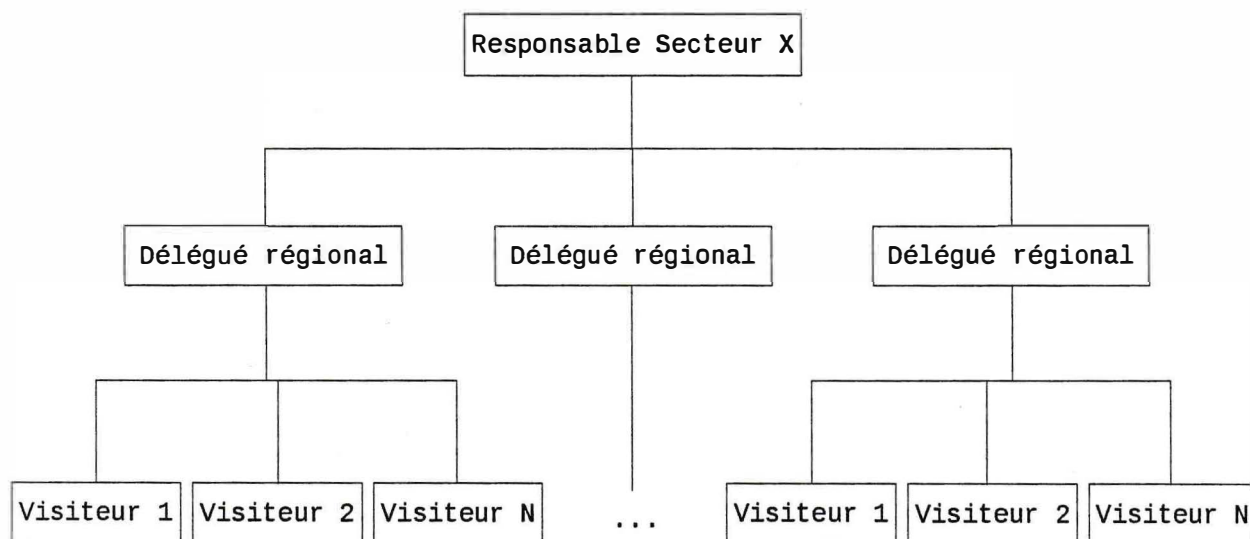 Responsable Secteur X
Délégué régional
Délégué régional
Délégué régional
Visiteur 1
Visiteur 2
Visiteur N
...
Visiteur 1
Visiteur 2
Visiteur N